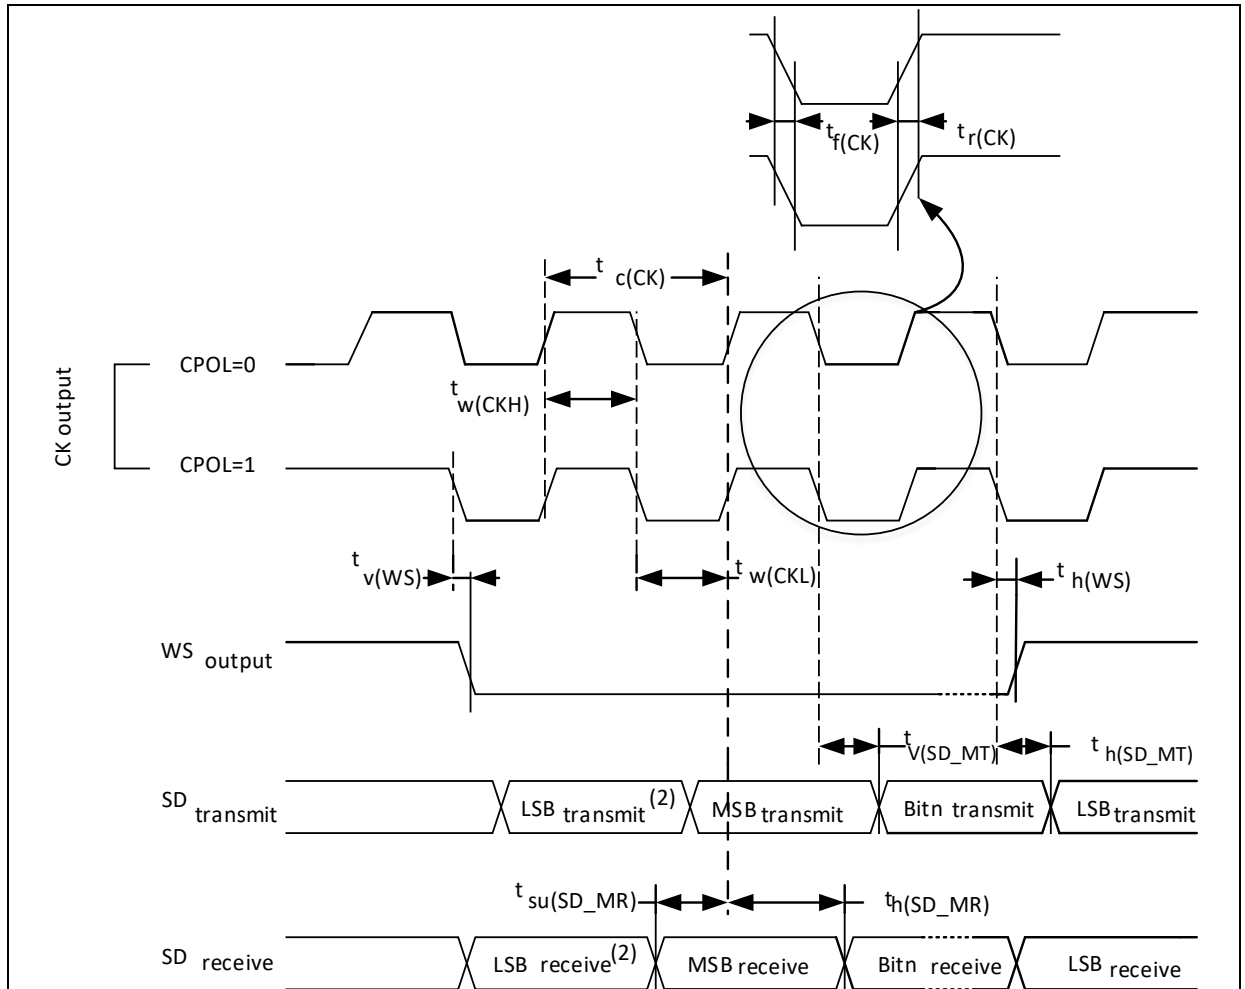 t f(CK)
t r(CK)
t c(CK)
CPOL=0
t w(CKH)
CK output
CPOL=1
t v(WS)
t w(CKL)
t h(WS)
WS output
t V(SD_MT)
t h(SD_MT)
SD transmit
LSB transmit(2)
MSB transmit
Bitn transmit
LSB transmit
t su(SD_MR)
th(SD_MR)
SD receive
LSB receive(2)
MSB receive
Bitn receive
LSB receive